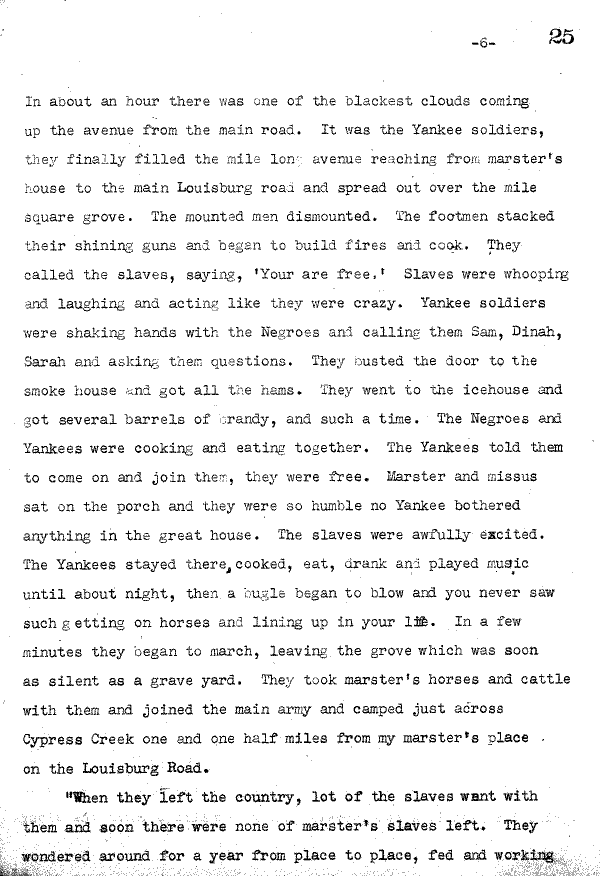 -6- 25
In about an hour there was one of the blackest clouds coming
up the avenue from the main road. It was the Yankee soldiers,
they finally filled the mile long avenue reaching from marster's
house to the main Louisburg road and spread out over the mile
square grove. The mounted men dismounted. The footmen stacked
their shining guns and began to build fires and cook. They
called the slaves, saying, 'Your are free.' Slaves were whooping
and laughing and acting like they were crazy. Yankee soldiers
were shaking hands with the Negroes and calling them Sam, Dinah,
Sarah and asking them questions. They busted the door to the
smoke house and got all the hams. They went to the icehouse and
got several barrels of brandy, and such a time. The Negroes and
Yankees were cooking and eating together. The Yankees told them
to come on and join them, they were free. Marster and missus
sat on the porch and they were so humble no Yankee bothered
anything in the great house. The slaves were awfully excited.
The Yankees stayed there, cooked, eat, drank and played music
until about night, then a bugle began to blow and you never saw
such getting on horses and lining up in your life. In a few
minutes they began to march, leaving the grove which was soon
as silent as a grave yard. They took marster's horses and cattle
with them and joined the main army and camped just across
Cypress Creek one and one half miles from my marster's place
on the Louisburg Road.
"When they left the country, lot of the slaves went with
them and soon there were none of marster's slaves left. They
wondered around for a year from place to place, fed and working